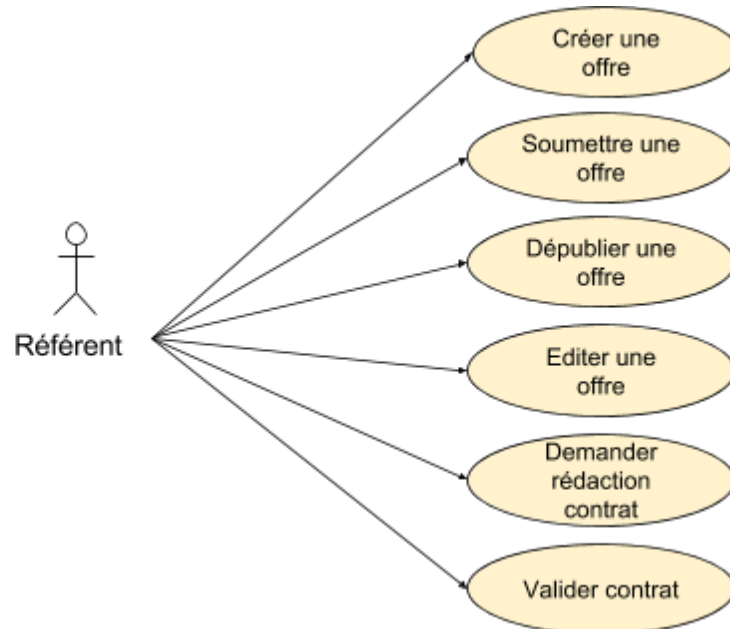 Créer une
offre
Soumettre une
offre
Dépublier une
offre
Référent
Editer une
offre
Demander
rédaction
contrat
Valider contrat